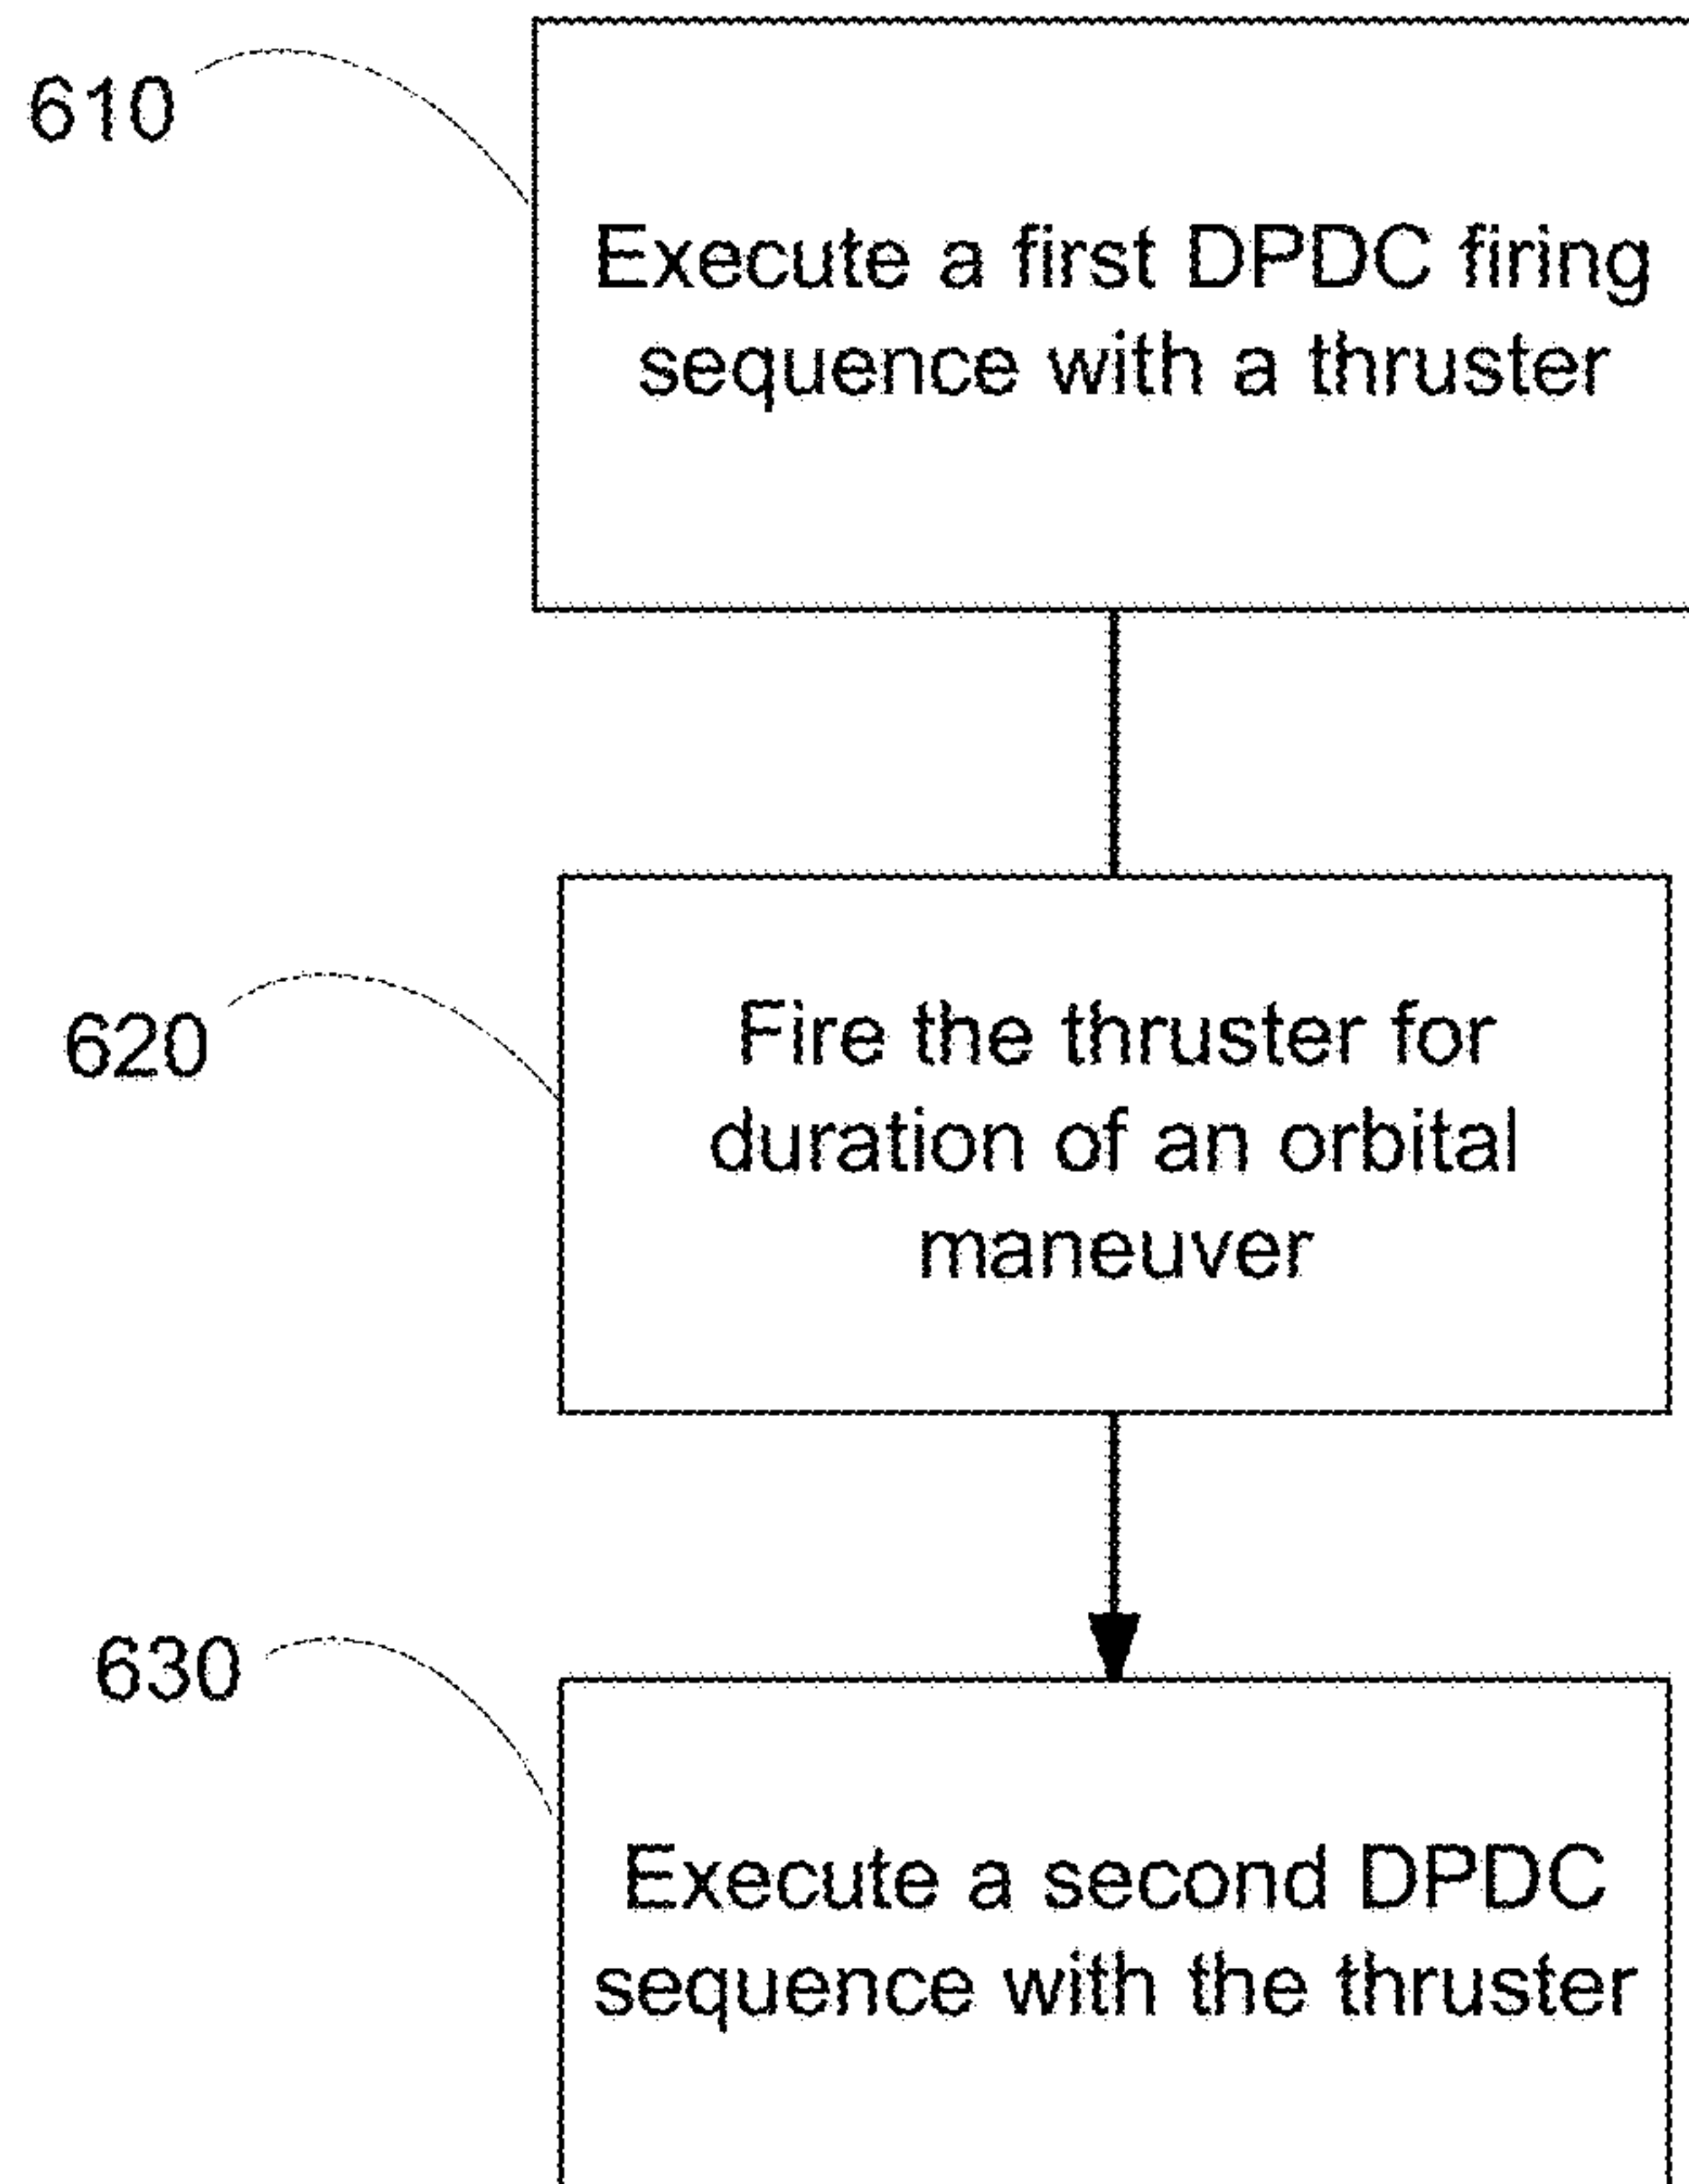 610
Execute a first DPDC firing
sequence with a thruster
620
Fire the thruster for
duration of an orbital
maneuver
630
Execute a second DPDC
sequence with the thruster